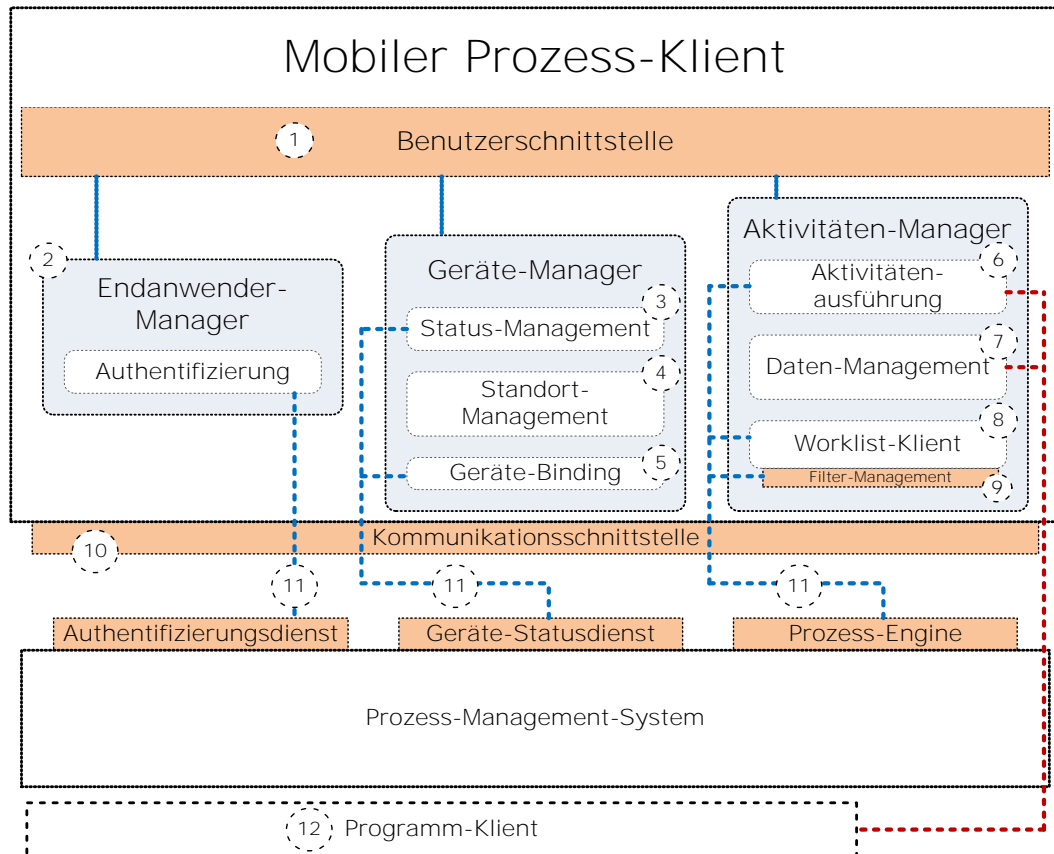 Mobiler Prozess-Klient
1
Benutzerschnittstelle
2
Endanwender-
Manager
Authentifizierung
Geräte-Manager
3
Status-Management
4
Standort-
Management
5
Geräte-Binding
Aktivitäten-Manager
6
Aktivitäten-
ausführung
7
Daten-Management
8
Worklist-Klient
Filter-Management
9
10
Kommunikationsschnittstelle
11
11
11
Authentifizierungsdienst
Geräte-Statusdienst
Prozess-Engine
Prozess-Management-System
12 Programm-Klient